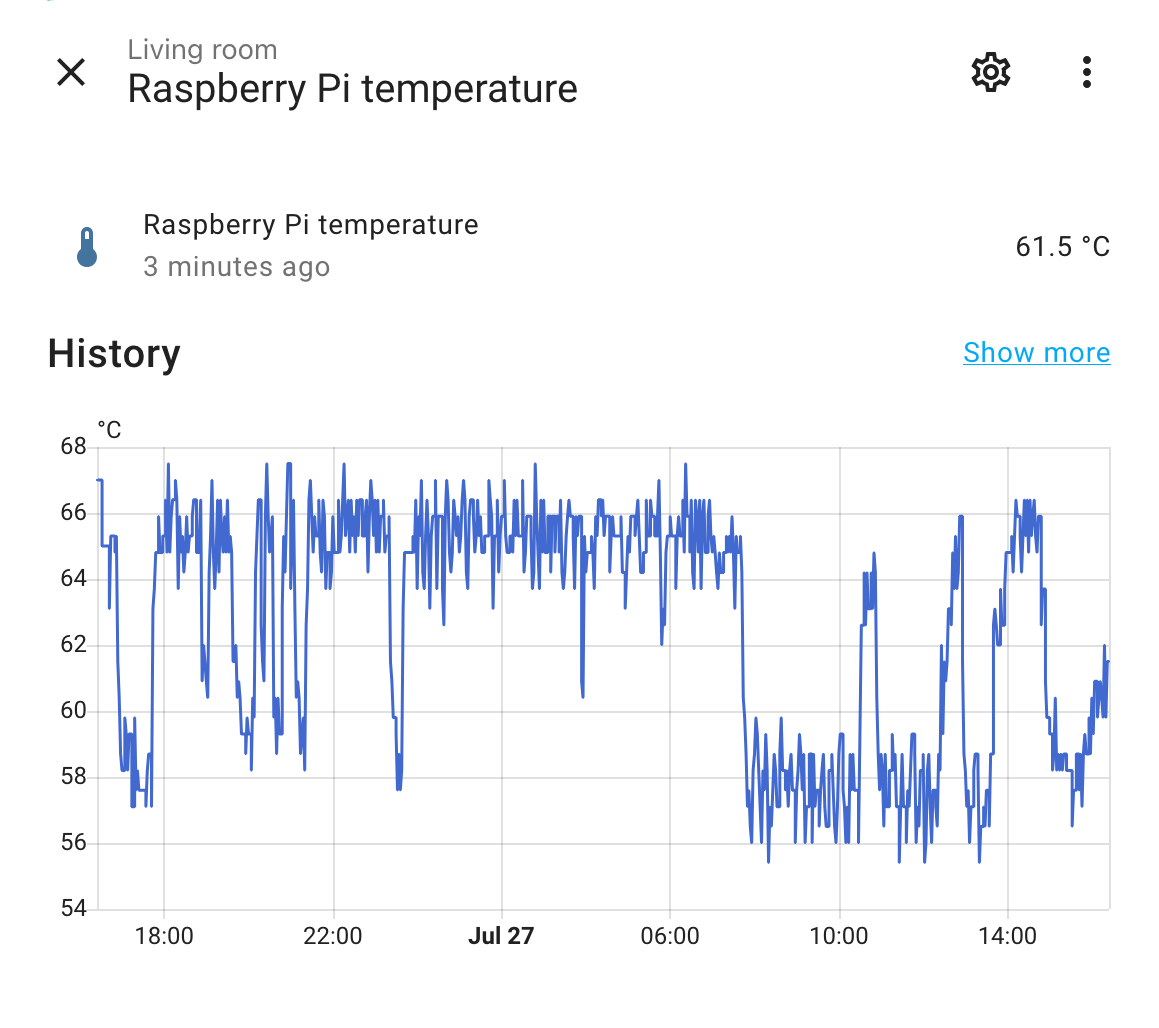 Living room
Raspberry Pi temperature
Raspberry Pi temperature
3 minutes ago
61.5 °C
History
Show more
°C
68
66
64
62
60
58
56
54
18:00
22:00
Jul 27
06:00
10:00
14:00